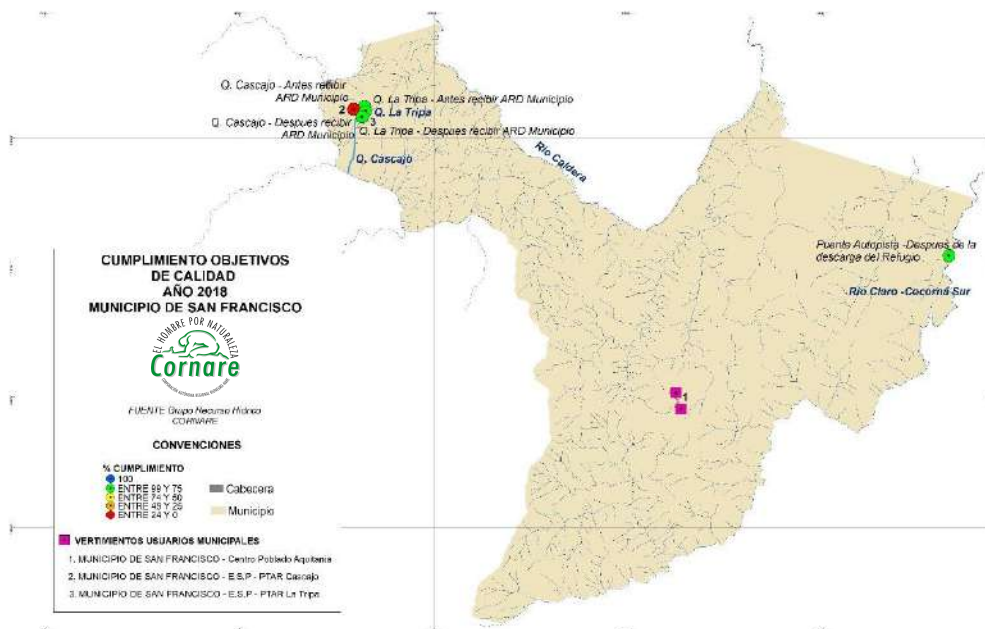 Q. Cascajo - Antes recibir
ARD Municipio
2
Q. La Tripa - Antes recibir ARD Municipio
Q. La Tripa
3
Q. Cascajo - Despues recibir
ARD Municipio
Q. La Tripa - Despues recibir ARD Municipio
Q. Cascajo
Río Caldera
Puente Autopista -Despues de la
descarga del Refugio
Río Claro -Cocorná Sur
1
CUMPLIMIENTO OBJETIVOS
DE CALIDAD
AÑO 2018
MUNICIPIO DE SAN FRANCISCO
EL HOMBRE POR NATURALEZA
Cornare
FUENTE Grupo Recurso Hídrico
CORNARE
CONVENCIONES
% CUMPLIMIENTO
100
ENTRE 99 Y 75
ENTRE 74 Y 50
ENTRE 49 Y 25
ENTRE 24 Y 0
Cabecera
Municipio
VERTIMIENTOS USUARIOS MUNICIPALES
1. MUNICIPIO DE SAN FRANCISCO - Centro Poblado Aquitania
2. MUNICIPIO DE SAN FRANCISCO - E.S.P - PTAR Cascajo
3. MUNICIPIO DE SAN FRANCISCO - E.S.P - PTAR La Tripa